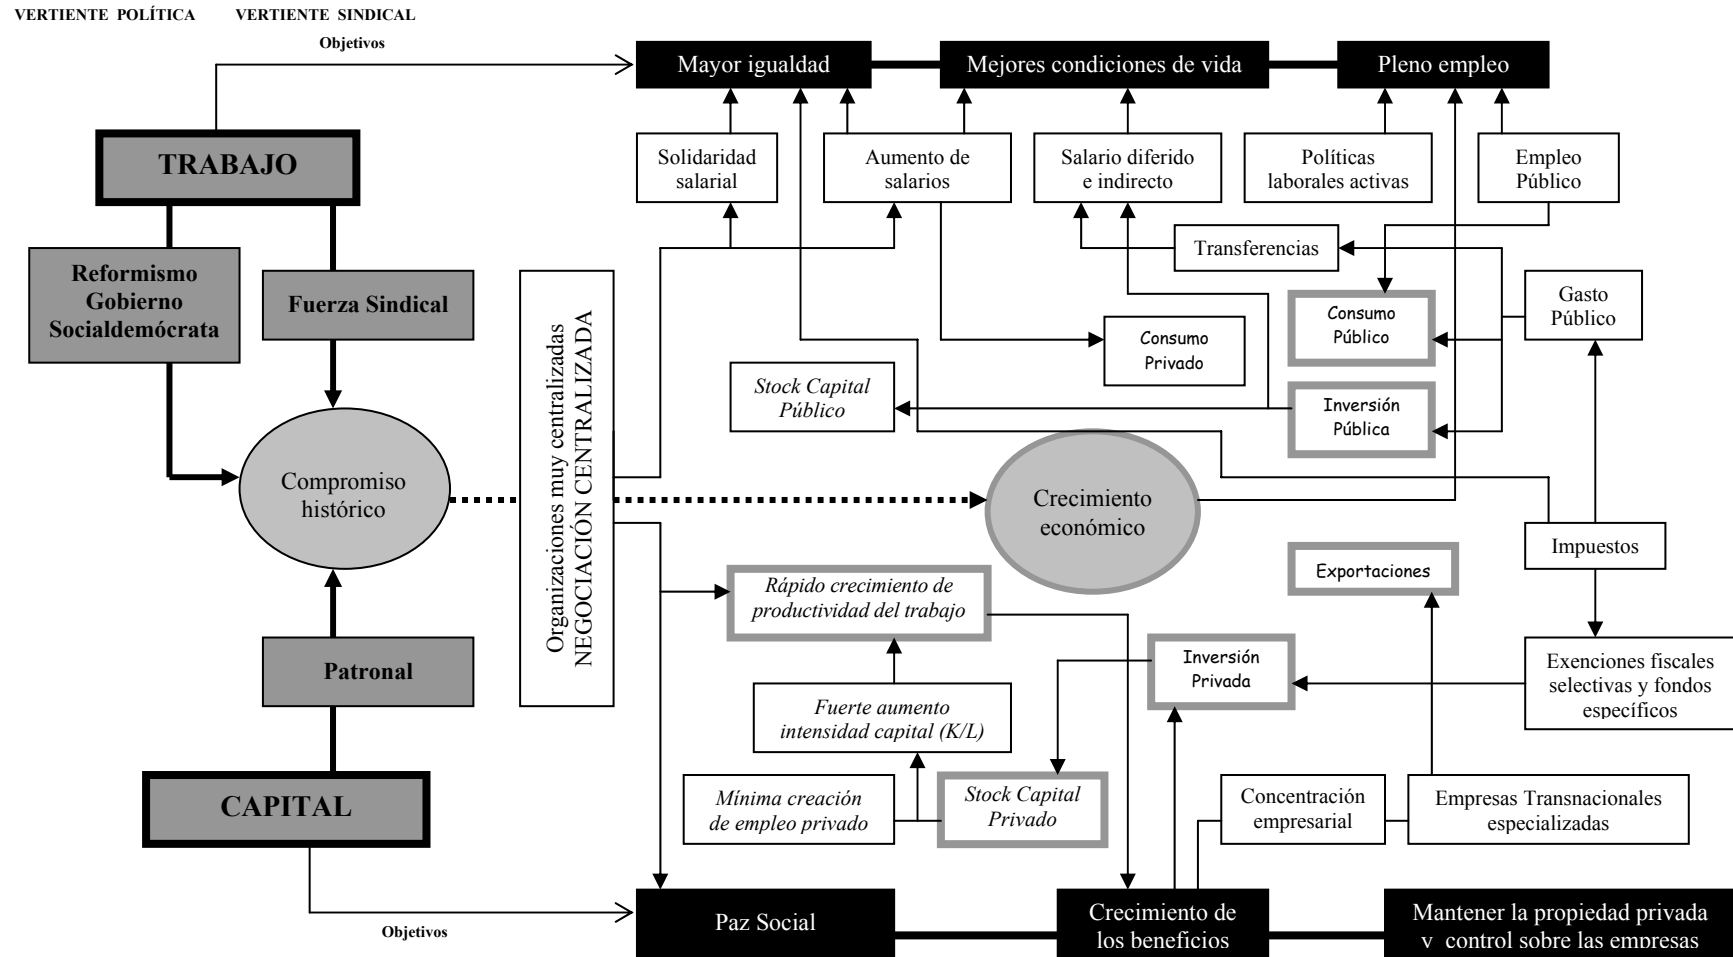 VERTIENTE POLÍTICA
VERTIENTE SINDICAL
Objetivos
Mayor igualdad
Mejores condiciones de vida
Pleno empleo
TRABAJO
Solidaridad
salarial
Aumento de
salarios
Salario diferido
e indirecto
Políticas
laborales activas
Empleo
Público
Reformismo
Gobierno
Socialdemócrata
Fuerza Sindical
Transferencias
Gasto
Público
Consumo
Público
Consumo
Privado
Stock Capital
Público
Inversión
Pública
Organizaciones muy centralizadas
NEGOCIACIÓN CENTRALIZADA
Compromiso
histórico
Crecimiento
económico
Impuestos
Exportaciones
Rápido crecimiento de
productividad del trabajo
Patronal
Inversión
Privada
Exenciones fiscales
selectivas y fondos
específicos
Fuerte aumento
intensidad capital (K/L)
CAPITAL
Mínima creación
de empleo privado
Stock Capital
Privado
Concentración
empresarial
Empresas Transnacionales
especializadas
Objetivos
Paz Social
Crecimiento de
los beneficios
Mantener la propiedad privada
y control sobre las empresas